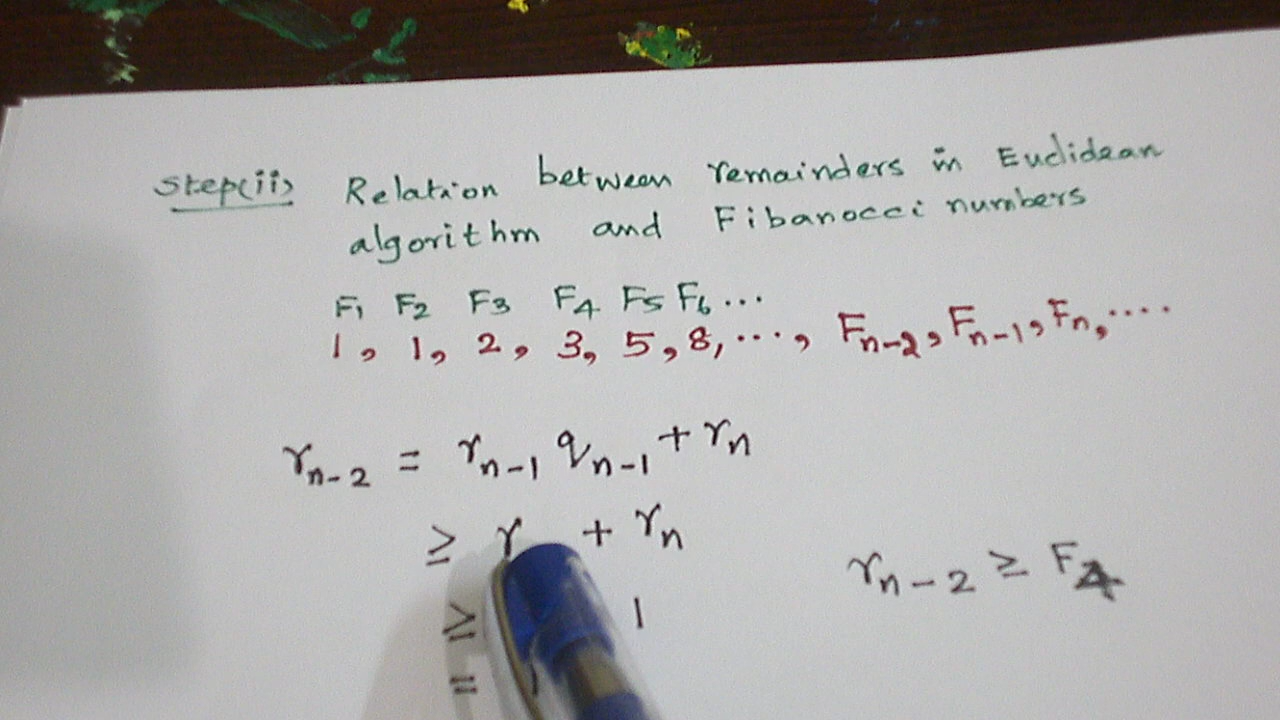 Step(ii) Relation between remainders in Euclidean
algorithm and Fibanocci numbers
F1 F2 F3 F4 F5 F6 ...
1, 1, 2, 3, 5, 8, ..., Fn-2, Fn-1, Fn, ....
rn-2 = rn-1 qn-1 + rn
≥ r + rn
rn-2 ≥ F4
≥ 1
=